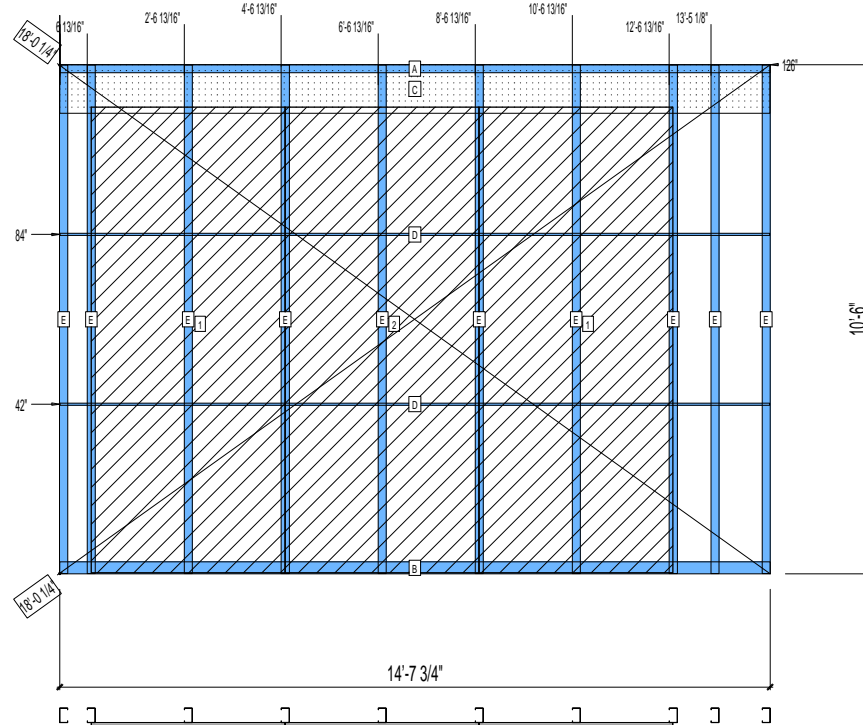 10'-6 13/16"
4'-6 13/16"
2'-6 13/16"
6'-6 13/16"
8'-6 13/16"
12'-6 13/16"
13'-5 1/8"
6 13/16"
18'-0 1/4"
A
126"
C
84"
D
E E E E E E E E E E
1 2 1
10'-6"
42"
D
B
18'-0 1/4"
14'-7 3/4"